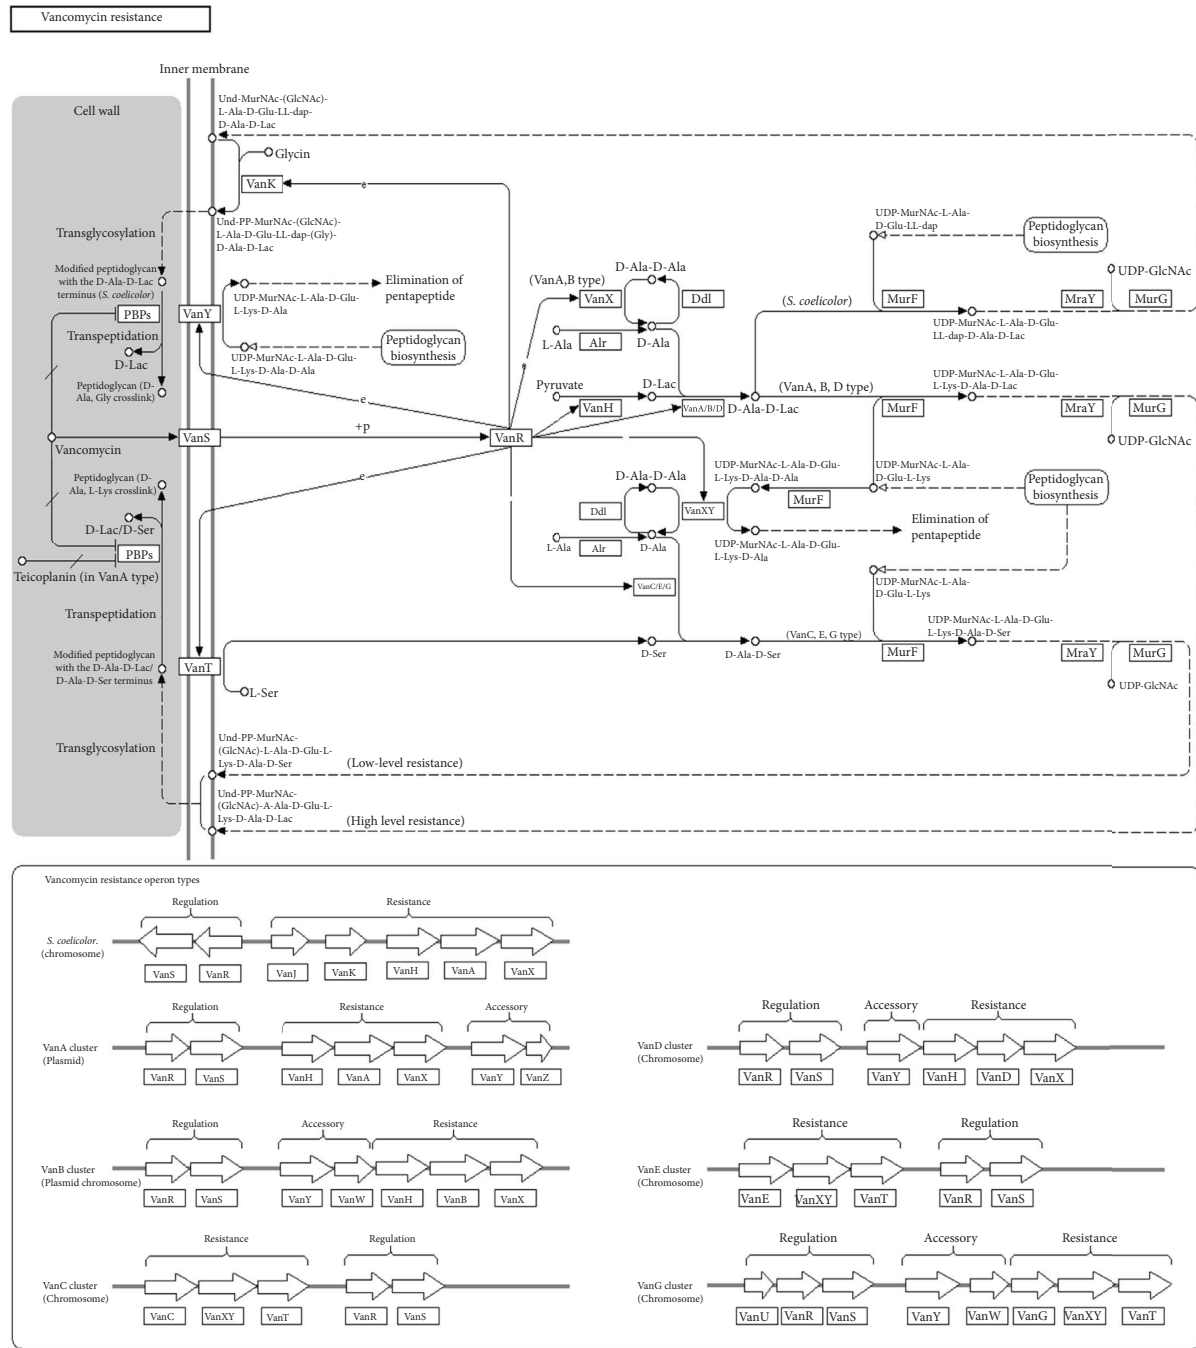 Vancomycin resistance
Inner membrane
Cell wall
Und-MurNAc-(GlcNAc)-
L-Ala-D-Glu-LL-dap-
D-Ala-D-Lac
Glycin
VanK
e
Und-PP-MurNAc-(GlcNAc)-
L-Ala-D-Glu-LL-dap-(Gly)-
D-Ala-D-Lac
Transglycosylation
Modified peptidoglycan
with the D-Ala-D-Lac
terminus (S. coelicolor)
PBPs
Transpeptidation
D-Lac
Peptidoglycan (D-
Ala, Gly crosslink)
VanY
UDP-MurNAc-L-Ala-D-Glu-
L-Lys-D-Ala
Elimination of
pentapeptide
Peptidoglycan
biosynthesis
UDP-MurNAc-L-Ala-D-Glu-
L-Lys-D-Ala-D-Ala
e
(VanA,B type)
VanX
D-Ala-D-Ala
Ddl
L-Ala
Alr
D-Ala
e
Pyruvate
VanH
D-Lac
VanA/B/D
D-Ala-D-Lac
(S. coelicolor)
UDP-MurNAc-L-Ala-
D-Glu-LL-dap
Peptidoglycan
biosynthesis
MurF
UDP-MurNAc-L-Ala-D-Glu-
LL-dap-D-Ala-D-Lac
UDP-GlcNAc
MraY
MurG
(VanA, B, D type)
MurF
UDP-MurNAc-L-Ala-D-Glu-
L-Lys-D-Ala-D-Lac
MraY
MurG
UDP-GlcNAc
Vancomycin
VanS
+p
VanR
Peptidoglycan (D-
Ala, L-Lys crosslink)
D-Lac/D-Ser
PBPs
Teicoplanin (in VanA type)
Transpeptidation
Modified peptidoglycan
with the D-Ala-D-Lac/
D-Ala-D-Ser terminus
Transglycosylation
e
VanT
L-Ser
D-Ala-D-Ala
Ddl
L-Ala
Alr
D-Ala
VanXY
UDP-MurNAc-L-Ala-D-Glu-
L-Lys-D-Ala-D-Ala
MurF
UDP-MurNAc-L-Ala-
D-Glu-L-Lys
Peptidoglycan
biosynthesis
UDP-MurNAc-L-Ala-D-Glu-
L-Lys-D-Ala
Elimination of
pentapeptide
VanC/E/G
UDP-MurNAc-L-Ala-
D-Glu-L-Lys
D-Ser
D-Ala-D-Ser
(VanC, E, G type)
MurF
UDP-MurNAc-L-Ala-D-Glu-
L-Lys-D-Ala-D-Ser
MraY
MurG
UDP-GlcNAc
Und-PP-MurNAc-
(GlcNAc)-L-Ala-D-Glu-L-
Lys-D-Ala-D-Ser
(Low-level resistance)
Und-PP-MurNAc-
(GlcNAc)-A-Ala-D-Glu-L-
Lys-D-Ala-D-Lac
(High level resistance)
Vancomycin resistance operon types
Regulation
Resistance
S. coelicolor.
(chromosome)
VanS
VanR
VanJ
VanK
VanH
VanA
VanX
Regulation
Resistance
Accessory
VanA cluster
(Plasmid)
VanR
VanS
VanH
VanA
VanX
VanY
VanZ
Regulation
Accessory
Resistance
VanD cluster
(Chromosome)
VanR
VanS
VanY
VanH
VanD
VanX
Regulation
Accessory
Resistance
VanB cluster
(Plasmid chromosome)
VanR
VanS
VanY
VanW
VanH
VanB
VanX
Resistance
Regulation
VanE cluster
(Chromosome)
VanE
VanXY
VanT
VanR
VanS
Resistance
Regulation
VanC cluster
(Chromosome)
VanC
VanXY
VanT
VanR
VanS
Regulation
Accessory
Resistance
VanG cluster
(Chromosome)
VanU
VanR
VanS
VanY
VanW
VanG
VanXY
VanT